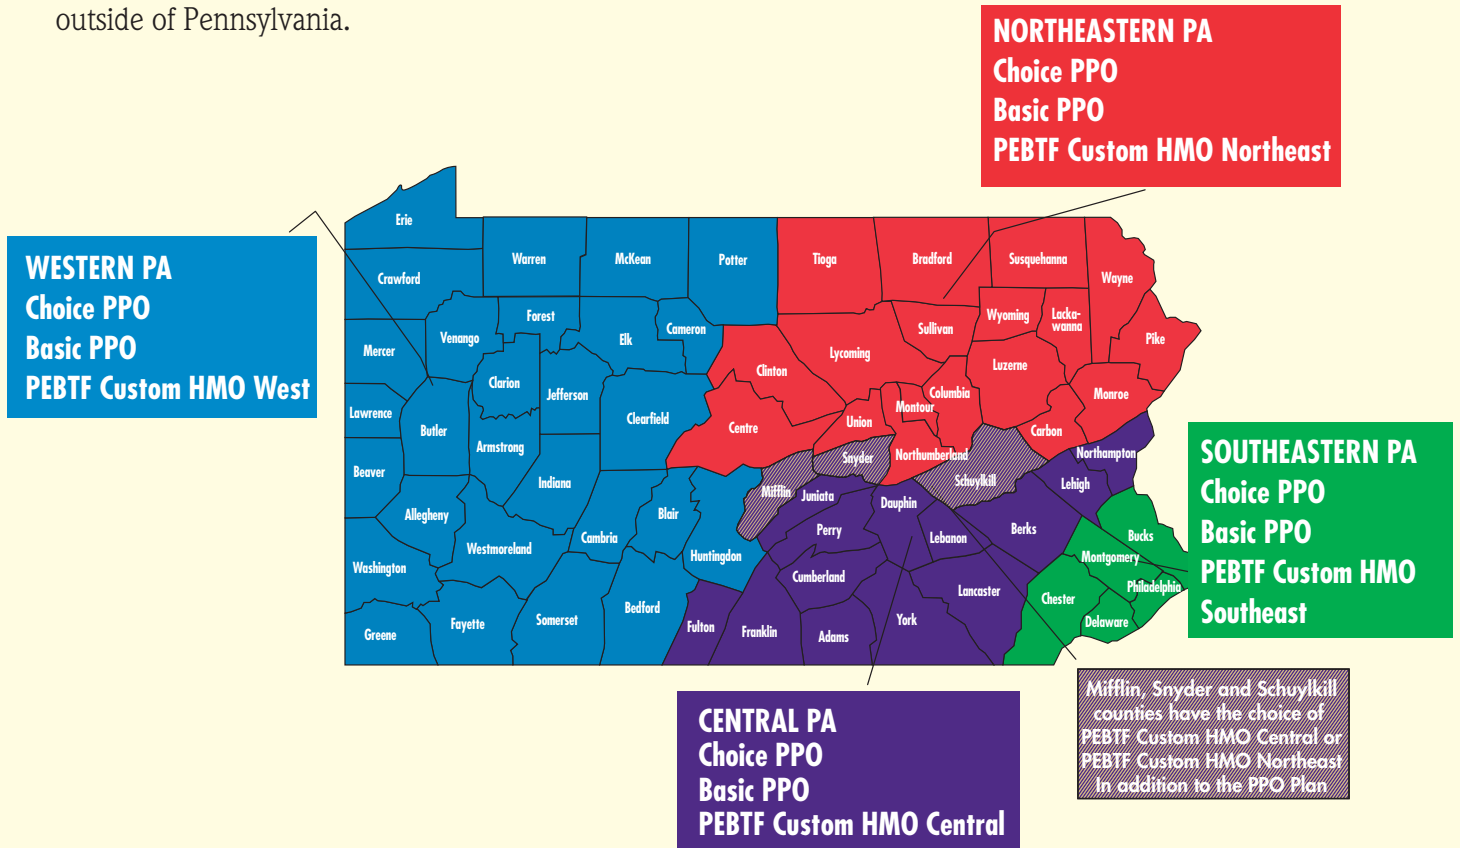 outside of Pennsylvania.
NORTHEASTERN PA
Choice PPO
Basic PPO
PEBTF Custom HMO Northeast
WESTERN PA
Choice PPO
Basic PPO
PEBTF Custom HMO West
Erie
Crawford
Warren
McKean
Potter
Tioga
Bradford
Susquehanna
Wayne
Mercer
Venango
Forest
Elk
Cameron
Sullivan
Wyoming
Lacka-
wanna
Pike
Lycoming
Clinton
Luzerne
Clarion
Jefferson
Columbia
Monroe
Lawrence
Butler
Clearfield
Centre
Union
Montour
Carbon
Armstrong
Northumberland
Snyder
Northampton
Beaver
Indiana
Mifflin
Juniata
Schuylkill
Lehigh
Allegheny
Blair
Dauphin
Perry
Berks
Bucks
Westmoreland
Cambria
Huntingdon
Lebanon
Montgomery
Washington
Cumberland
Lancaster
Philadelphia
Chester
Bedford
Greene
Fayette
Somerset
Fulton
Franklin
Adams
York
Delaware
SOUTHEASTERN PA
Choice PPO
Basic PPO
PEBTF Custom HMO
Southeast
CENTRAL PA
Choice PPO
Basic PPO
PEBTF Custom HMO Central
Mifflin, Snyder and Schuylkill
counties have the choice of
PEBTF Custom HMO Central or
PEBTF Custom HMO Northeast
In addition to the PPO Plan